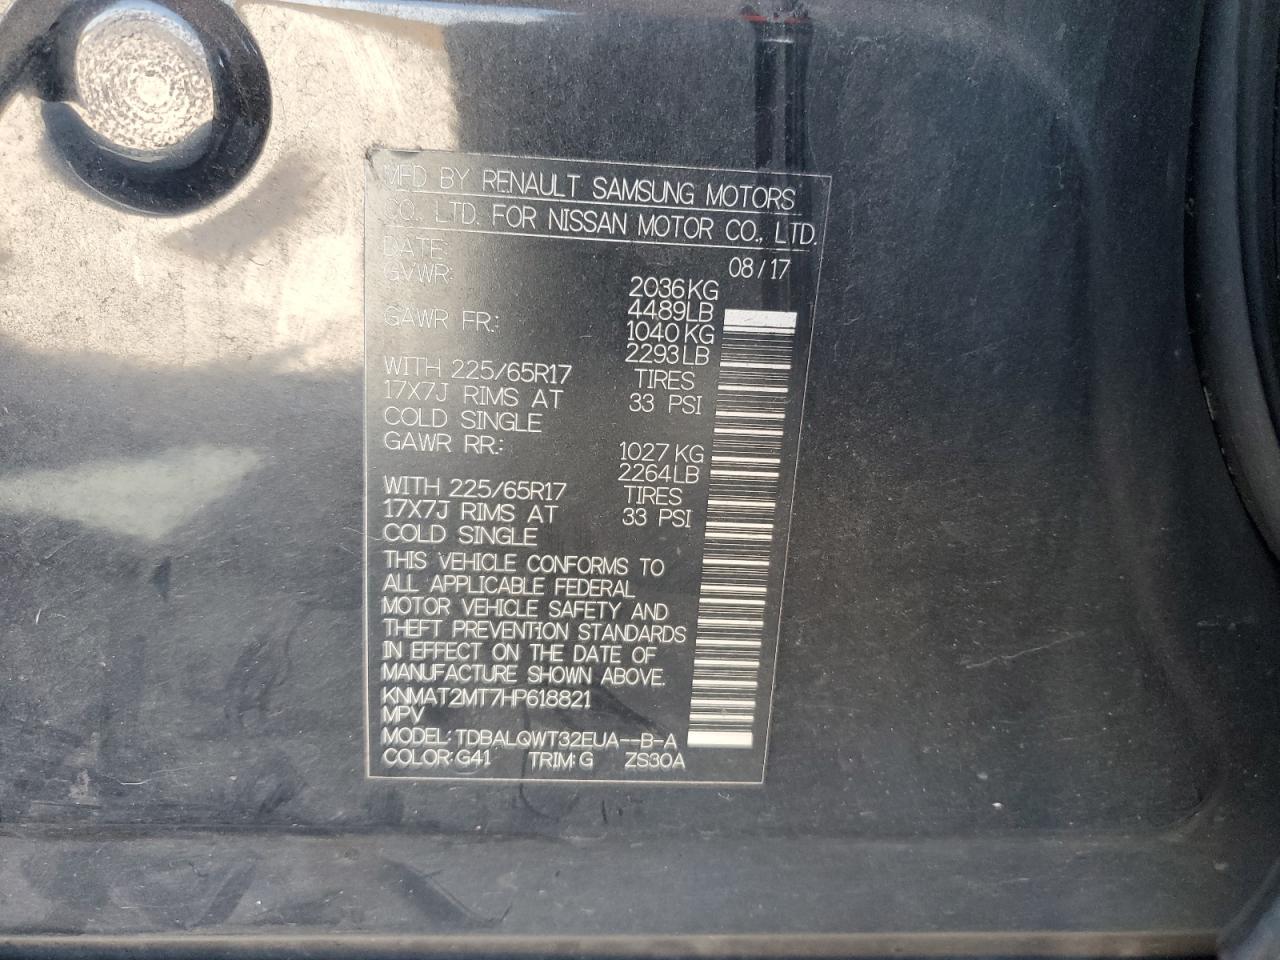 MFD BY RENAULT SAMSUNG MOTORS
CO., LTD. FOR NISSAN MOTOR CO., LTD.
DATE: 08/17
GVWR: 2036KG
4489LB
GAWR FR: 1040KG
2293LB
WITH 225/65R17 TIRES
17X7J RIMS AT 33 PSI
COLD SINGLE
GAWR RR: 1027KG
2264LB
WITH 225/65R17 TIRES
17X7J RIMS AT 33 PSI
COLD SINGLE
THIS VEHICLE CONFORMS TO
ALL APPLICABLE FEDERAL
MOTOR VEHICLE SAFETY AND
THEFT PREVENTION STANDARDS
IN EFFECT ON THE DATE OF
MANUFACTURE SHOWN ABOVE.
KNMAT2MT7HP618821
MPV
MODEL: TDBALQWT32EUA--B-A
COLOR: G41 TRIM: G ZS30A